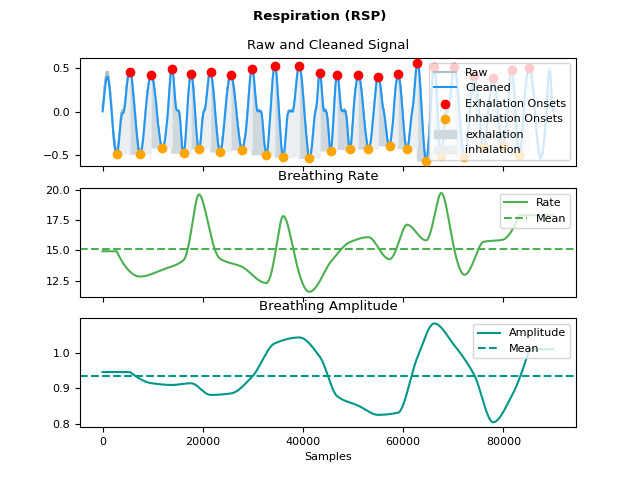 Respiration (RSP)
Raw and Cleaned Signal
0.5
0.0
−0.5
Raw
Cleaned
Exhalation Onsets
Inhalation Onsets
exhalation
inhalation
Breathing Rate
20.0
17.5
15.0
12.5
Rate
Mean
Breathing Amplitude
1.0
0.9
0.8
Amplitude
Mean
0 20000 40000 60000 80000
Samples